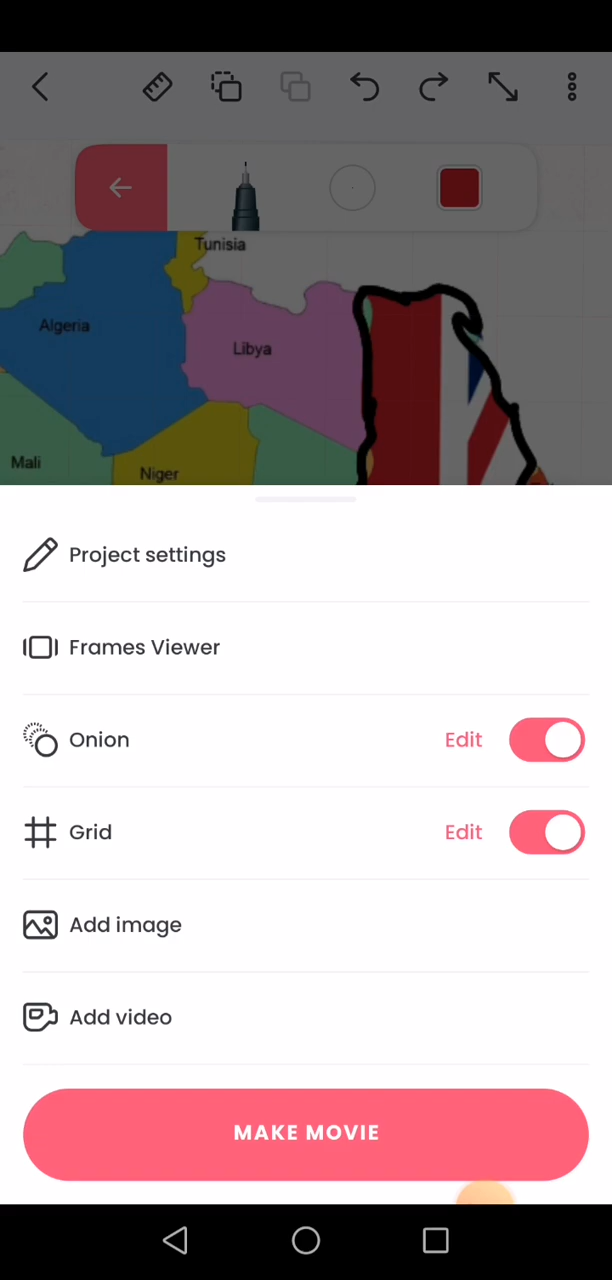 Tunisia
Algeria
Libya
Mali
Niger
Project settings
Frames Viewer
Onion
Edit
Grid
Edit
Add image
Add video
MAKE MOVIE